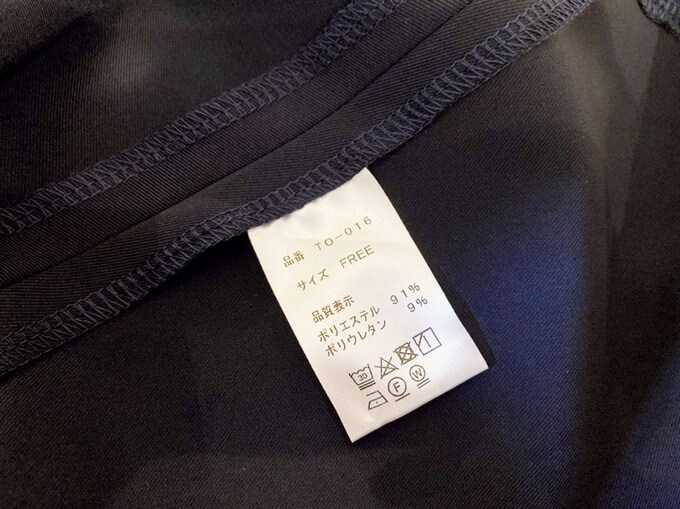 品番 TO-016
サイズ FREE
品質表示
ポリエステル 91%
ポリウレタン 9%
30
F W